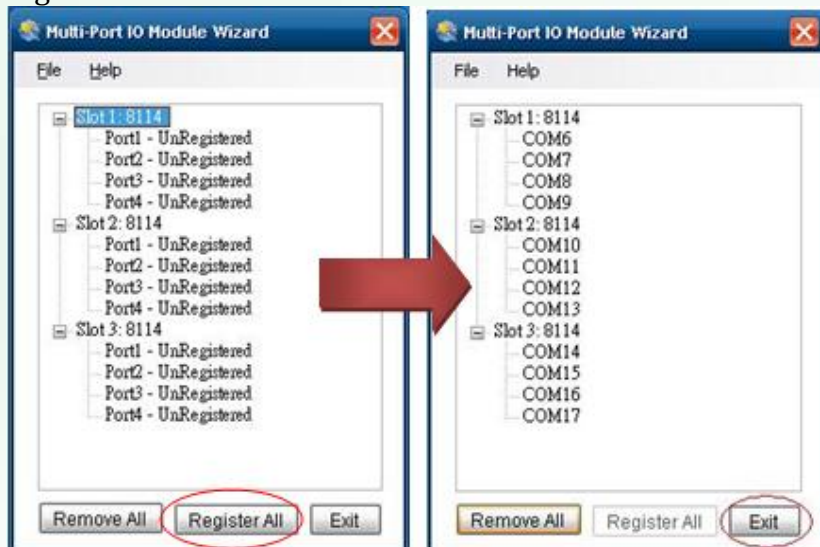 Multi-Port IO Module Wizard
File Help
Slot 1: 8114
Port1 - UnRegistered
Port2 - UnRegistered
Port3 - UnRegistered
Port4 - UnRegistered
Slot 2: 8114
Port1 - UnRegistered
Port2 - UnRegistered
Port3 - UnRegistered
Port4 - UnRegistered
Slot 3: 8114
Port1 - UnRegistered
Port2 - UnRegistered
Port3 - UnRegistered
Port4 - UnRegistered
Remove All Register All Exit
Multi-Port IO Module Wizard
File Help
Slot 1: 8114
COM6
COM7
COM8
COM9
Slot 2: 8114
COM10
COM11
COM12
COM13
Slot 3: 8114
COM14
COM15
COM16
COM17
Remove All Register All Exit